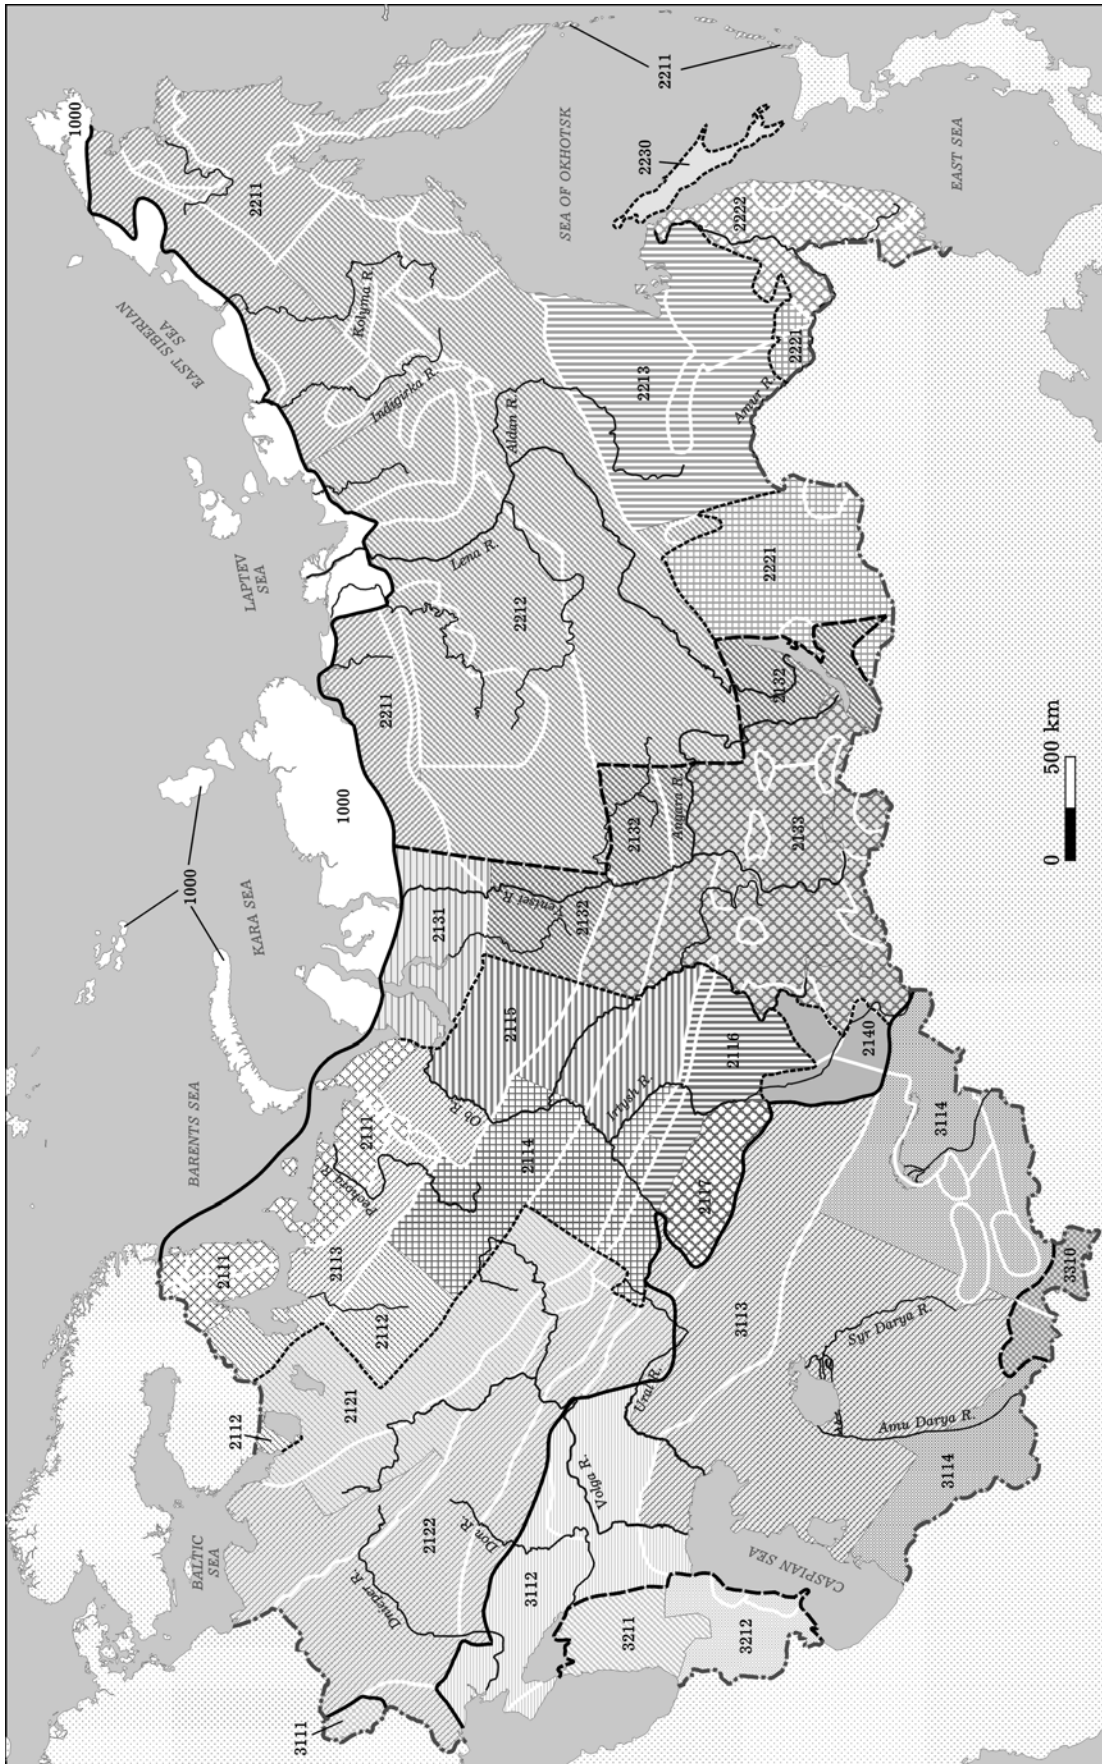 1000
EAST SIBERIAN
SEA
1000
BARENTS SEA
BALTIC
SEA
2111
2112
KARA SEA
LAPTEV
SEA
2211
3111
2113
Pechora R.
1000
2121
Dnieper R.
Kolyma R.
2111
2112
2211
Indigirka R.
2122
2131
Ob R.
Don R.
Lena R.
Yenisei R.
Aldan R.
2115
2212
2114
3112
SEA OF OKHOTSK
Volga R.
2132
Irtysh R.
3211
2132
2213
2230
Ural R.
2211
Angara R.
2117
2116
2222
3113
3212
Amur R.
2221
2132
2221
2133
CASPIAN SEA
2140
Syr Darya R.
Amu Darya R.
3114
3114
EAST SEA
0 500 km
3310